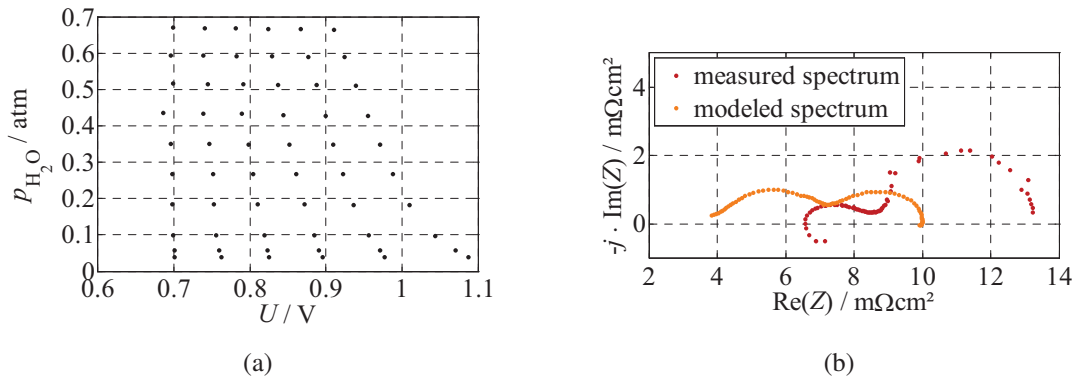 0.7
0.6
0.5
0.4
0.3
0.2
0.1
0
p_{H_2O} / atm
0.6 0.7 0.8 0.9 1 1.1
U / V
(a)
measured spectrum
modeled spectrum
4
2
0
-j · Im(Z) / mΩcm²
2 4 6 8 10 12 14
Re(Z) / mΩcm²
(b)